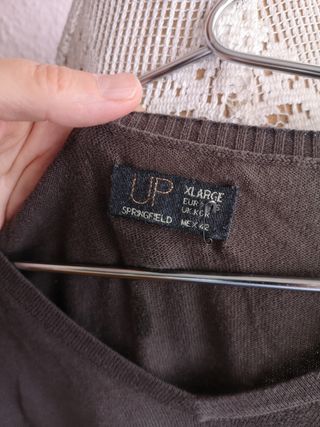 UP
SPRINGFIELD
XLARGE
EUR
UK
MEX 42